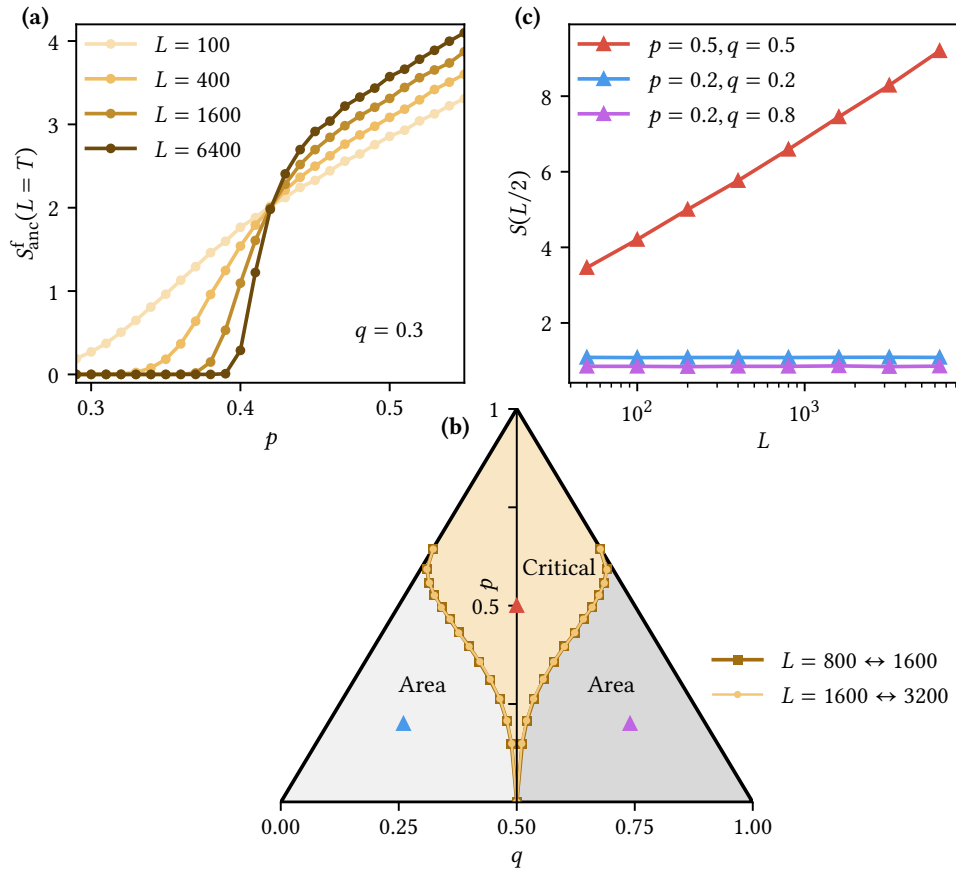 (a)
L = 100
L = 400
L = 1600
L = 6400
q = 0.3
S^f_anc(L = T)
0
1
2
3
4
0.3
0.4
0.5
p
(c)
p = 0.5, q = 0.5
p = 0.2, q = 0.2
p = 0.2, q = 0.8
S(L/2)
2
4
6
8
10^2
10^3
L
(b)
1
Critical
p
0.5
Area
Area
L = 800 ↔ 1600
L = 1600 ↔ 3200
0.00
0.25
0.50
0.75
1.00
q